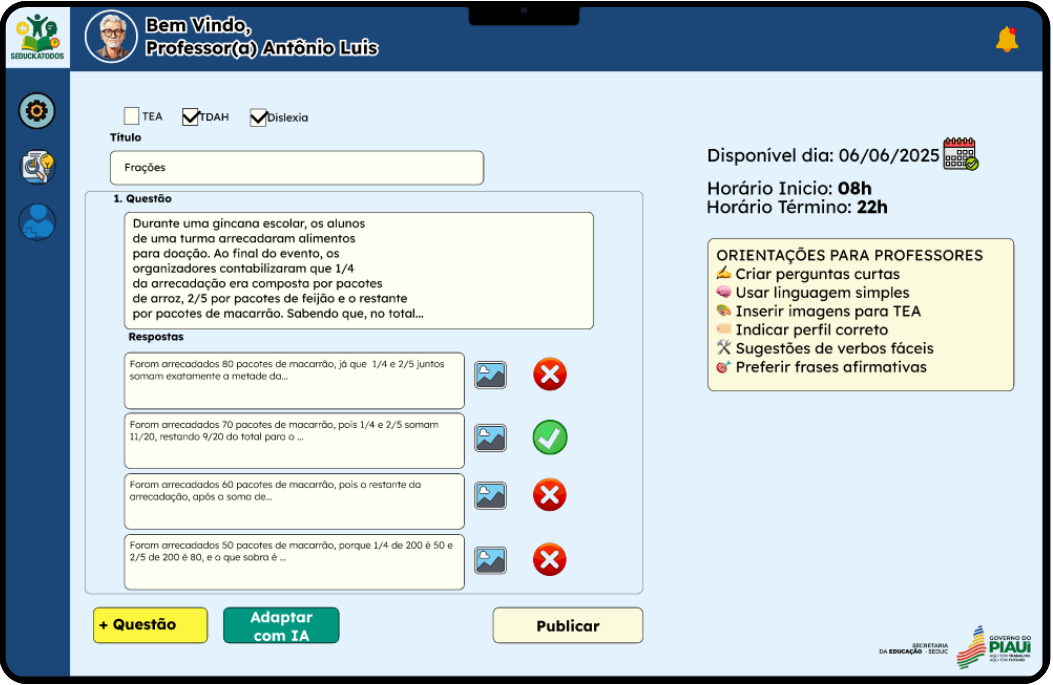 SEDUCKATODOS
Bem Vindo,
Professor(a) Antônio Luis
TEA
TDAH
Dislexia
Título
Frações
1. Questão
Durante uma gincana escolar, os alunos
de uma turma arrecadaram alimentos
para doação. Ao final do evento, os
organizadores contabilizaram que 1/4
da arrecadação era composta por pacotes
de arroz, 2/5 por pacotes de feijão e o restante
por pacotes de macarrão. Sabendo que, no total...
Respostas
Foram arrecadados 80 pacotes de macarrão, já que 1/4 e 2/5 juntos
somam exatamente a metade da...
Foram arrecadados 70 pacotes de macarrão, pois 1/4 e 2/5 somam
11/20, restando 9/20 do total para o ...
Foram arrecadados 60 pacotes de macarrão, pois o restante da
arrecadação, após a soma de...
Foram arrecadados 50 pacotes de macarrão, porque 1/4 de 200 é 50 e
2/5 de 200 é 80, e o que sobra é ...
+ Questão
Adaptar
com IA
Publicar
Disponível dia: 06/06/2025
Horário Inicio: 08h
Horário Término: 22h
ORIENTAÇÕES PARA PROFESSORES
Criar perguntas curtas
Usar linguagem simples
Inserir imagens para TEA
Indicar perfil correto
Sugestões de verbos fáceis
Preferir frases afirmativas
SECRETARIA
DA EDUCAÇÃO - SEDUC
GOVERNO DO
PIAUÍ
AQUI TEM TRABALHO
AQUI TEM FUTURO